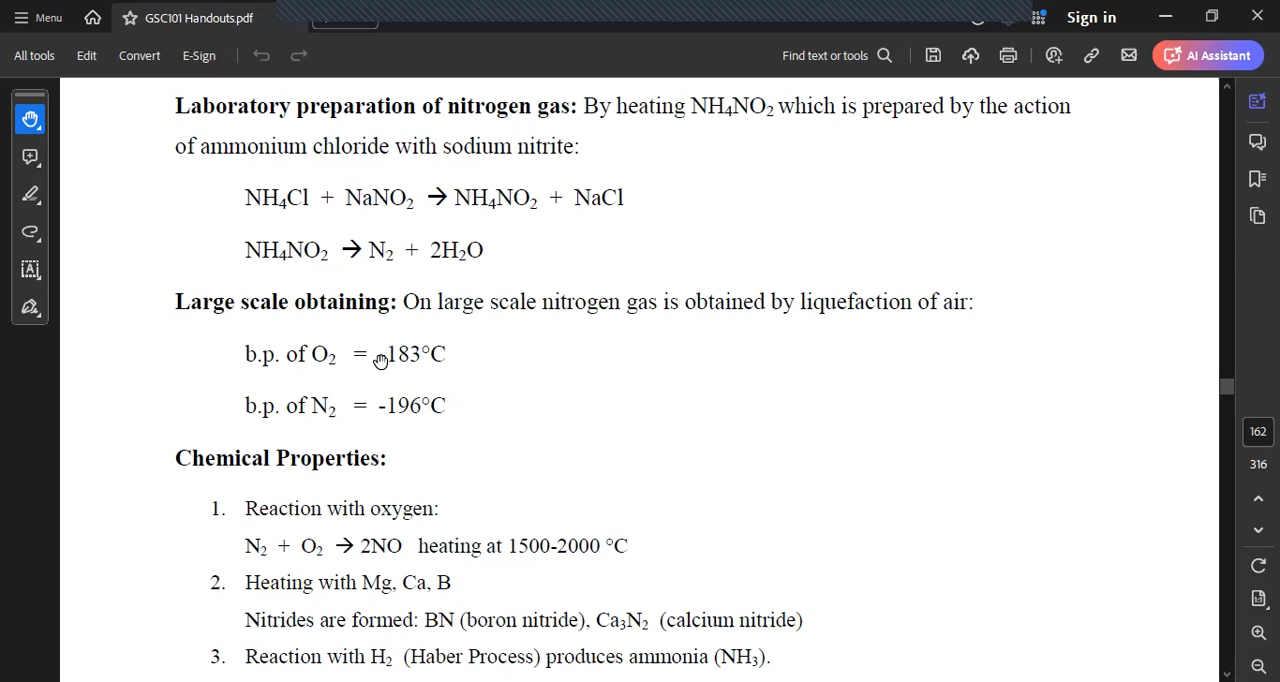 Menu
GSC101 Handouts.pdf
Sign in
All tools
Edit
Convert
E-Sign
Find text or tools
AI Assistant
Laboratory preparation of nitrogen gas: By heating NH₄NO₂ which is prepared by the action
of ammonium chloride with sodium nitrite:
NH₄Cl + NaNO₂ → NH₄NO₂ + NaCl
NH₄NO₂ → N₂ + 2H₂O
Large scale obtaining: On large scale nitrogen gas is obtained by liquefaction of air:
b.p. of O₂ = -183°C
b.p. of N₂ = -196°C
Chemical Properties:
1. Reaction with oxygen:
N₂ + O₂ → 2NO heating at 1500-2000 °C
2. Heating with Mg, Ca, B
Nitrides are formed: BN (boron nitride), Ca₃N₂ (calcium nitride)
3. Reaction with H₂ (Haber Process) produces ammonia (NH₃).
162
316